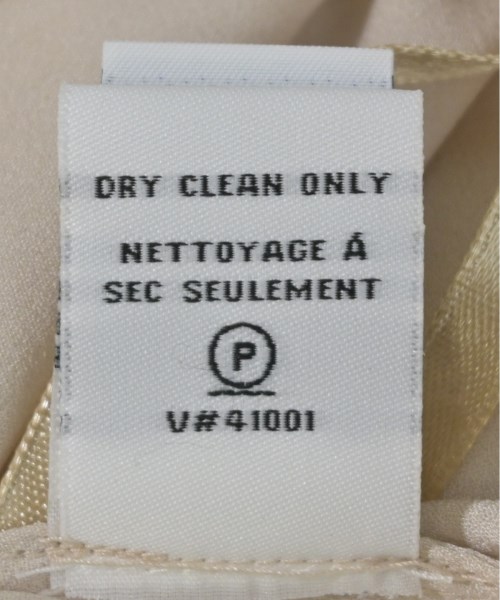 DRY CLEAN ONLY
NETTOYAGE Á
SEC SEULEMENT
P
V#41001